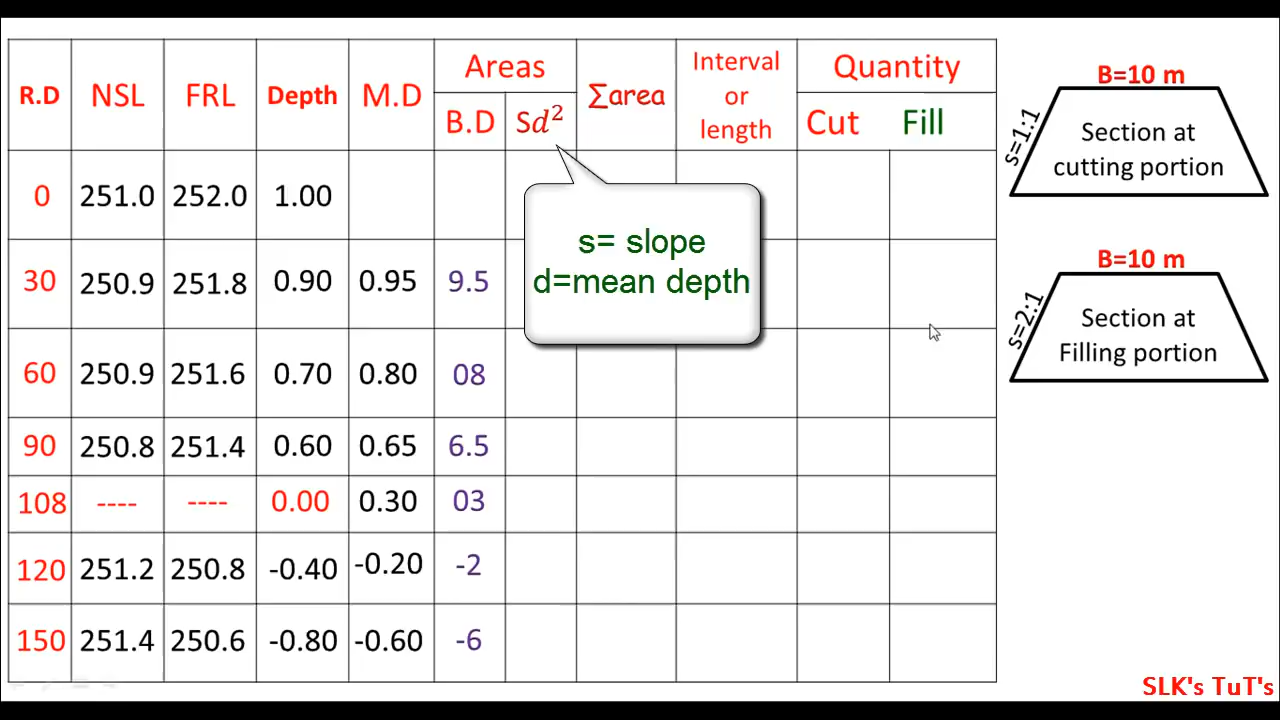 R.D NSL FRL Depth M.D Areas ∑area Interval or length Quantity
B.D Sd² Cut Fill
0 251.0 252.0 1.00
30 250.9 251.8 0.90 0.95 9.5
60 250.9 251.6 0.70 0.80 08
90 250.8 251.4 0.60 0.65 6.5
108 ---- ---- 0.00 0.30 03
120 251.2 250.8 -0.40 -0.20 -2
150 251.4 250.6 -0.80 -0.60 -6
s= slope
d=mean depth
B=10 m
s=1:1
Section at
cutting portion
B=10 m
s=2:1
Section at
Filling portion
SLK's TuT's